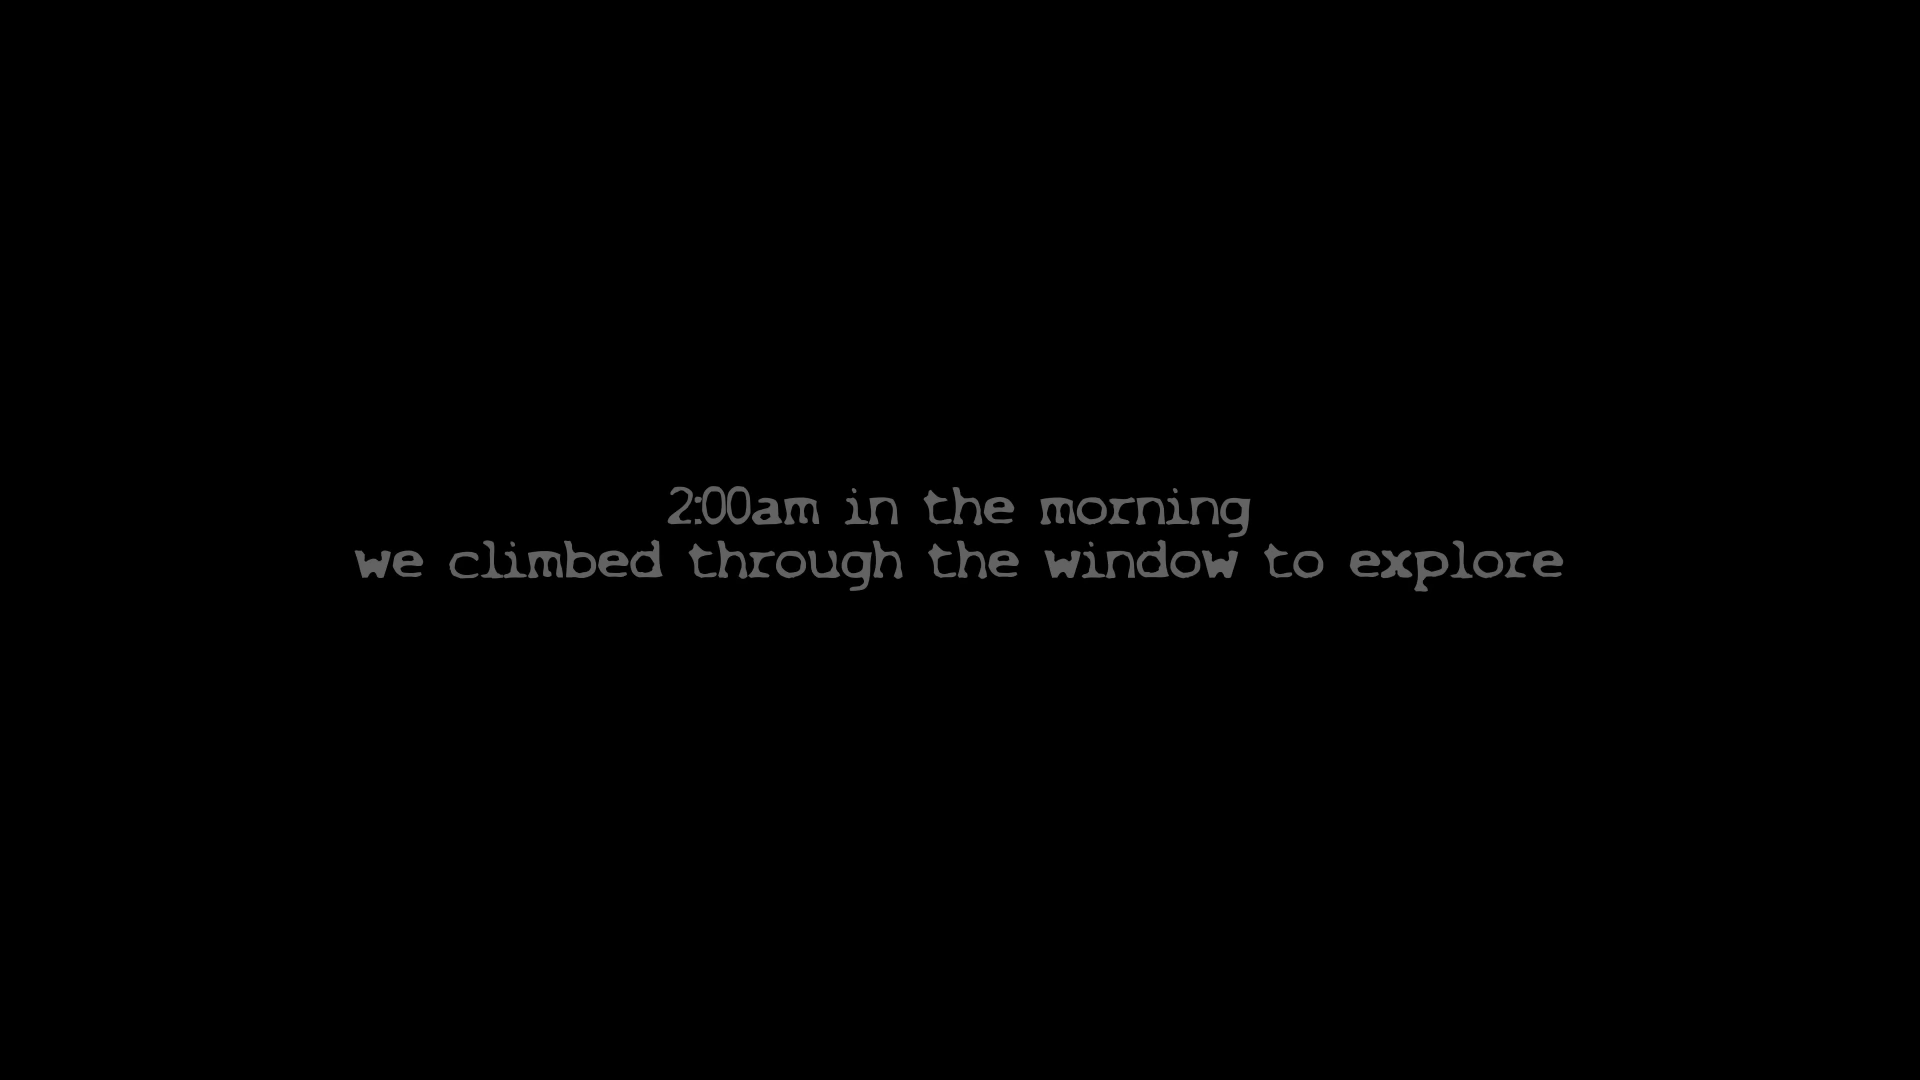 2:00am in the morning
we climbed through the window to explore